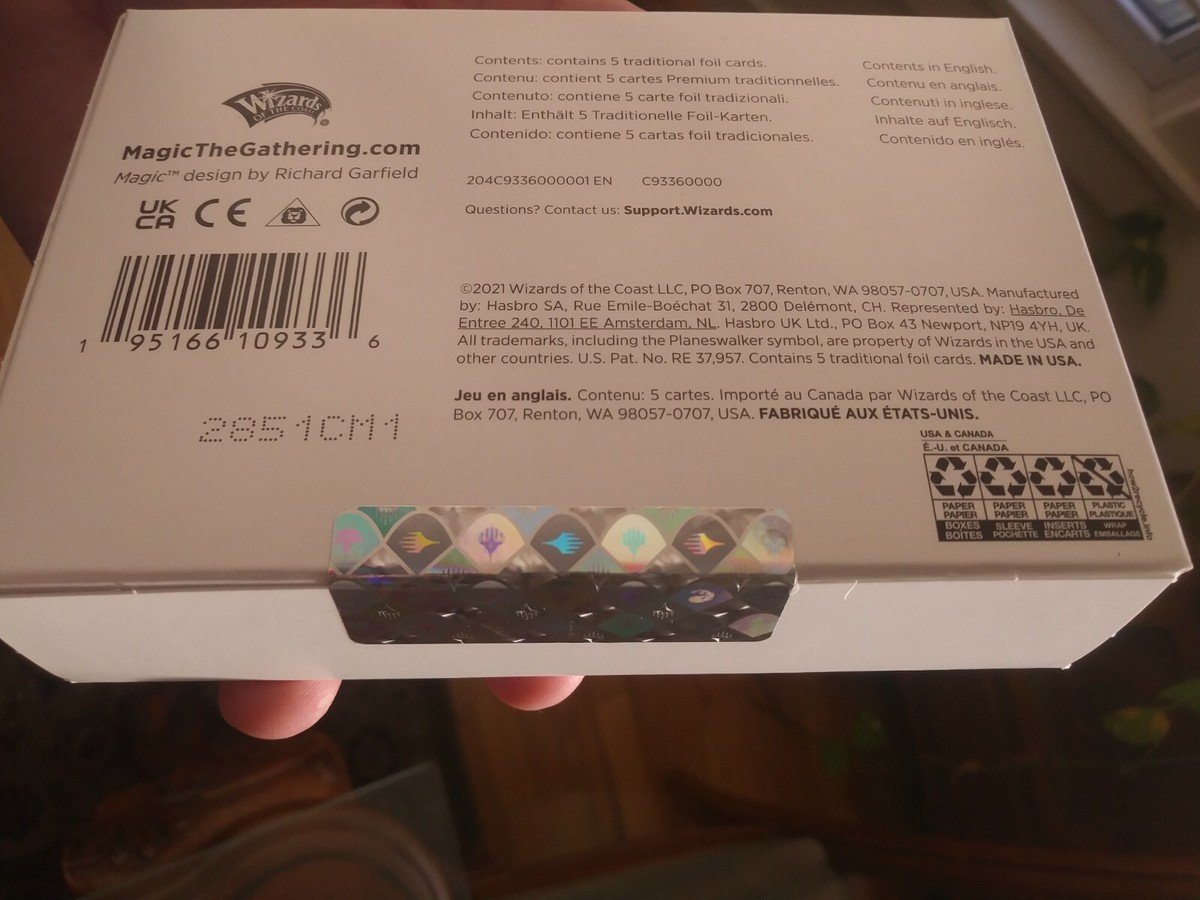 Wizards
OF THE COAST
MagicTheGathering.com
Magic™ design by Richard Garfield
UK
CA CE
1 95166 10933 6
2851CM1
Contents: contains 5 traditional foil cards.
Contenu: contient 5 cartes Premium traditionnelles.
Contenuto: contiene 5 carte foil tradizionali.
Inhalt: Enthält 5 Traditionelle Foil-Karten.
Contenido: contiene 5 cartas foil tradicionales.
Contents in English.
Contenu en anglais.
Contenuti in inglese.
Inhalte auf Englisch.
Contenido en inglés.
204C9336000001 EN C93360000
Questions? Contact us: Support.Wizards.com
©2021 Wizards of the Coast LLC, PO Box 707, Renton, WA 98057-0707, USA. Manufactured
by: Hasbro SA, Rue Emile-Boéchat 31, 2800 Delémont, CH. Represented by: Hasbro, De
Entree 240, 1101 EE Amsterdam, NL. Hasbro UK Ltd., PO Box 43 Newport, NP19 4YH, UK.
All trademarks, including the Planeswalker symbol, are property of Wizards in the USA and
other countries. U.S. Pat. No. RE 37,957. Contains 5 traditional foil cards. MADE IN USA.
Jeu en anglais. Contenu: 5 cartes. Importé au Canada par Wizards of the Coast LLC, PO
Box 707, Renton, WA 98057-0707, USA. FABRIQUÉ AUX ÉTATS-UNIS.
USA & CANADA
É.-U. et CANADA
PAPER PAPER PAPER PLASTIC
PAPIER PAPIER PAPIER PLASTIQUE
BOXES SLEEVE INSERTS WRAP
BOÎTES POCHETTE ENCARTS EMBALLAGE
how2recycle.info